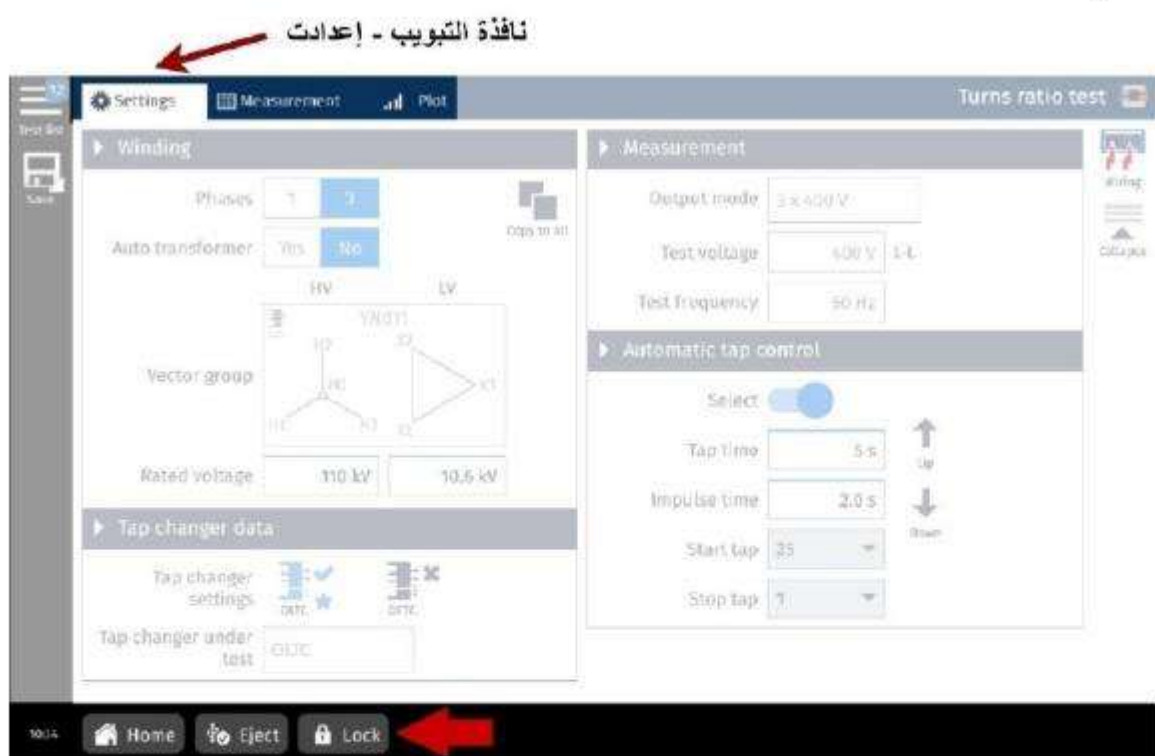 نافذة التبويب - إعدادت
Settings
Measurement
Plot
Turns ratio test
Test list
Save
Winding
Phases 1 3
Copy to all
Auto transformer Yes No
HV LV
Vector group
Rated voltage 110 kV 10,5 kV
Tap changer data
Tap changer settings
OLTC
DETC
Tap changer under test OLTC
Measurement
Output mode 3 x 400 V
Test voltage 400 V L-L
Test frequency 50 Hz
Wiring
Collapse
Automatic tap control
Select
Tap time 5 s
Up
Impulse time 2.0 s
Down
Start tap 25
Stop tap 1
Home
Eject
Lock